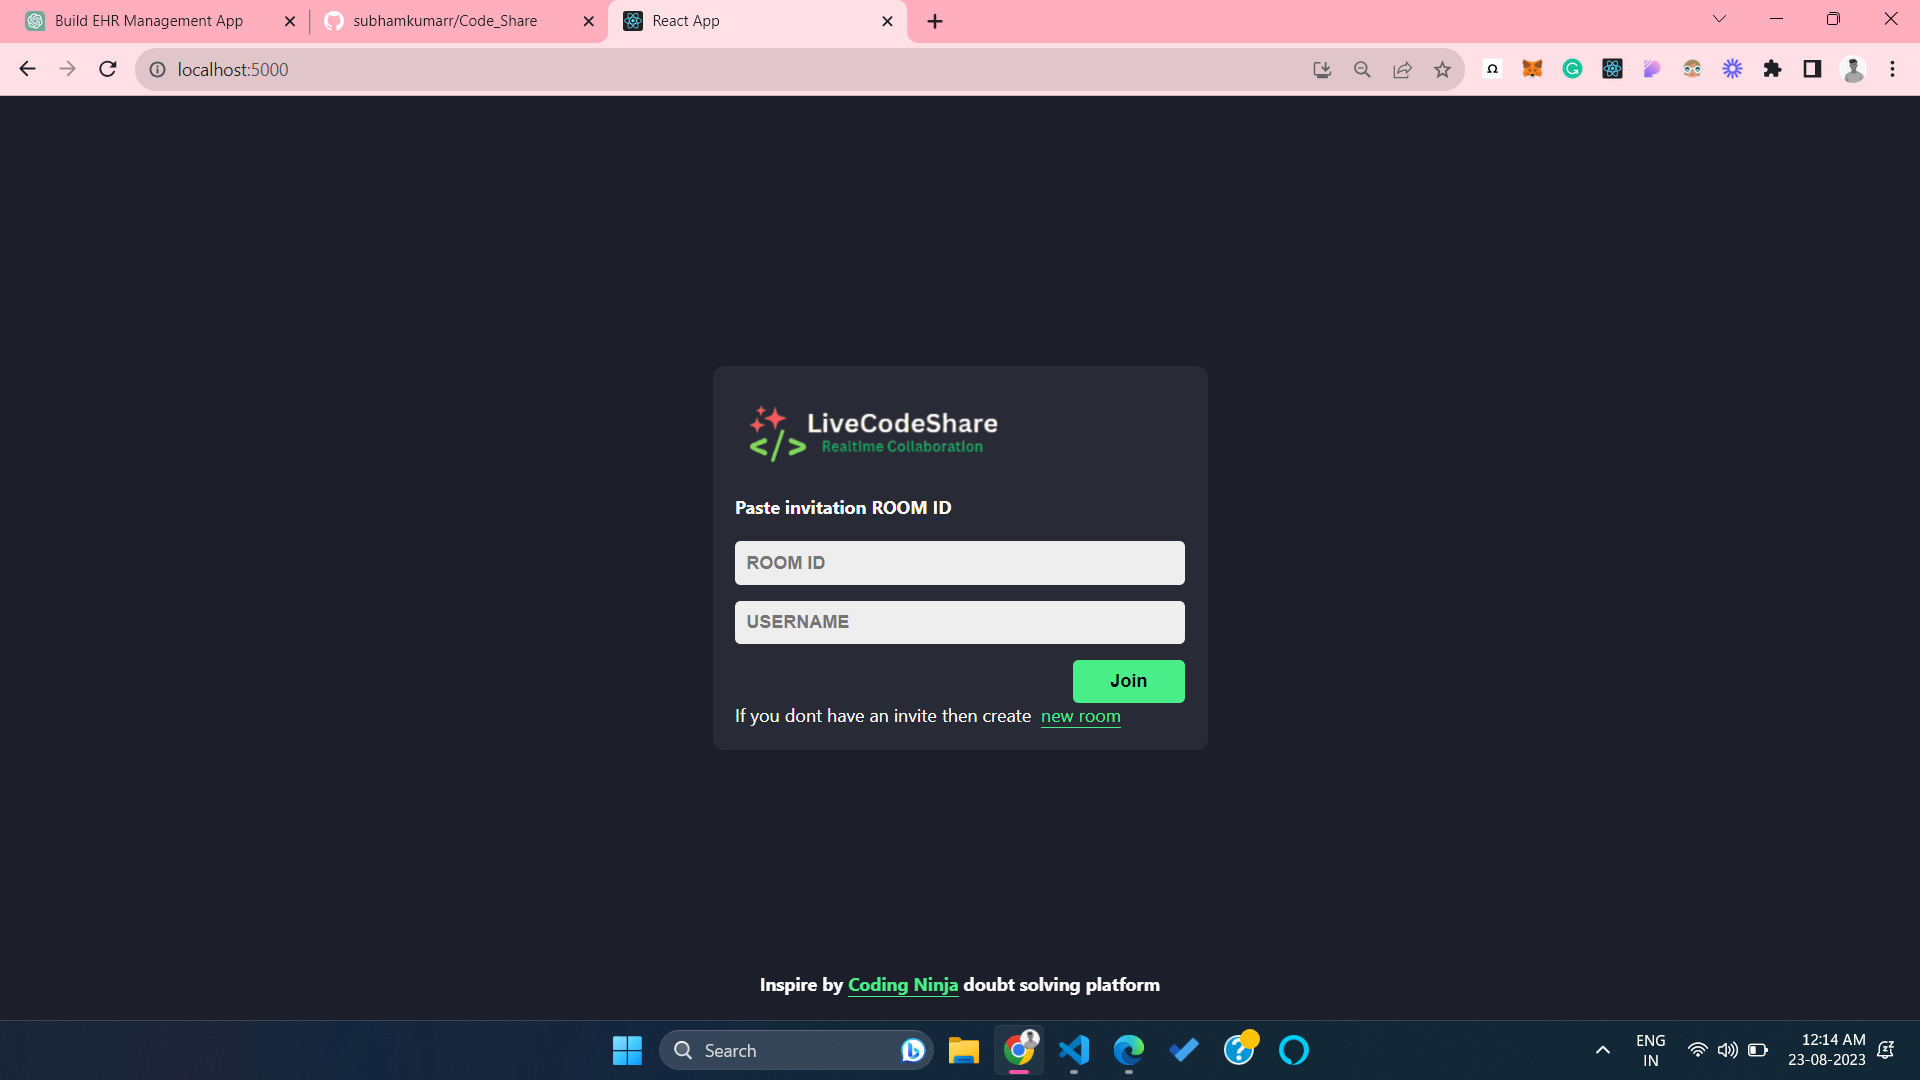 Build EHR Management App
subhamkumarr/Code_Share
React App
localhost:5000
LiveCodeShare
Realtime Collaboration
Paste invitation ROOM ID
ROOM ID
USERNAME
Join
If you dont have an invite then create new room
Inspire by Coding Ninja doubt solving platform
Search
ENG
IN
12:14 AM
23-08-2023